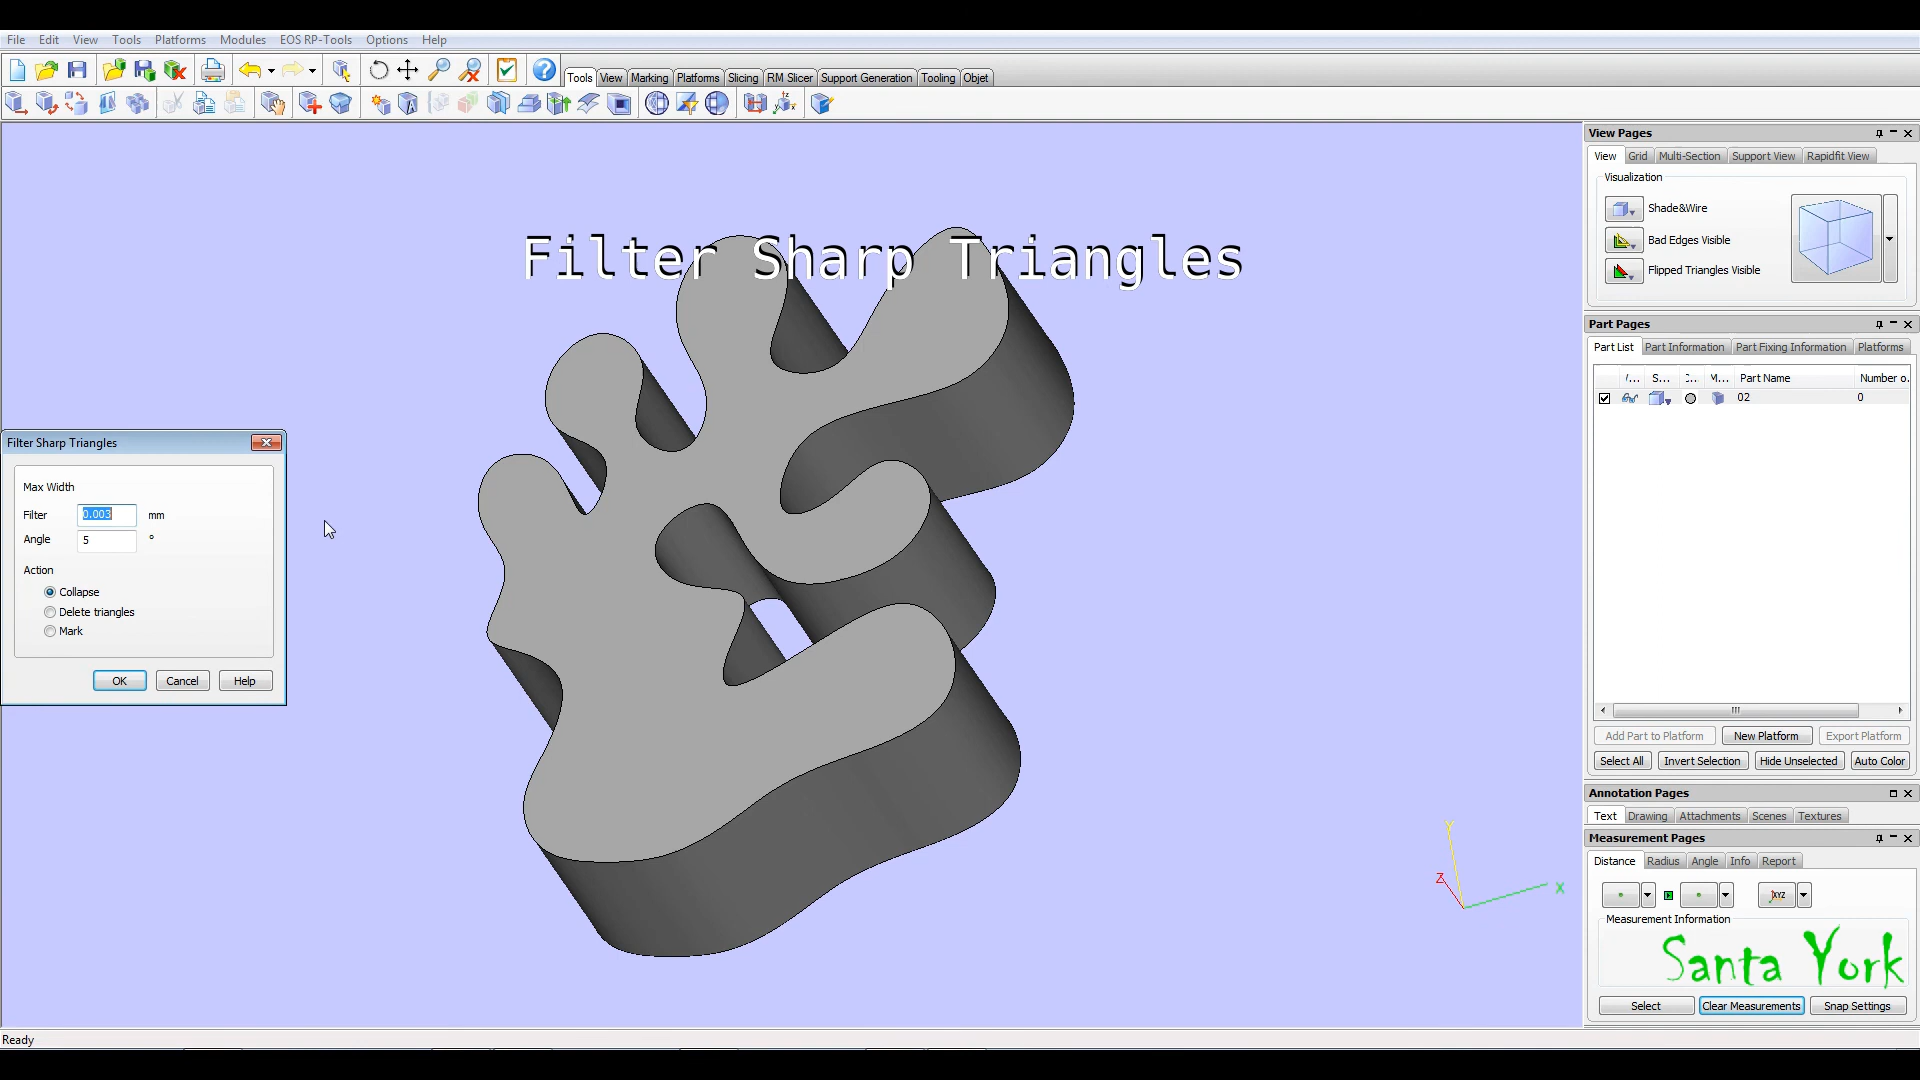 File Edit View Tools Platforms Modules EOS RP-Tools Options Help
Tools View Marking Platforms Slicing RM Slicer Support Generation Tooling Objet
View Pages
View Grid Multi-Section Support View Rapidfit View
Visualization
Shade&Wire
Bad Edges Visible
Flipped Triangles Visible
Filter Sharp Triangles
Part Pages
Part List Part Information Part Fixing Information Platforms
I... S... C... M... Part Name Number o.
02 0
Filter Sharp Triangles
Max Width
Filter 0.003 mm
Angle 5 °
Action
Collapse
Delete triangles
Mark
OK Cancel Help
Add Part to Platform New Platform Export Platform
Select All Invert Selection Hide Unselected Auto Color
Annotation Pages
Text Drawing Attachments Scenes Textures
Measurement Pages
Distance Radius Angle Info Report
XYZ
Measurement Information
Santa York
Select Clear Measurements Snap Settings
Y
Z
X
Ready